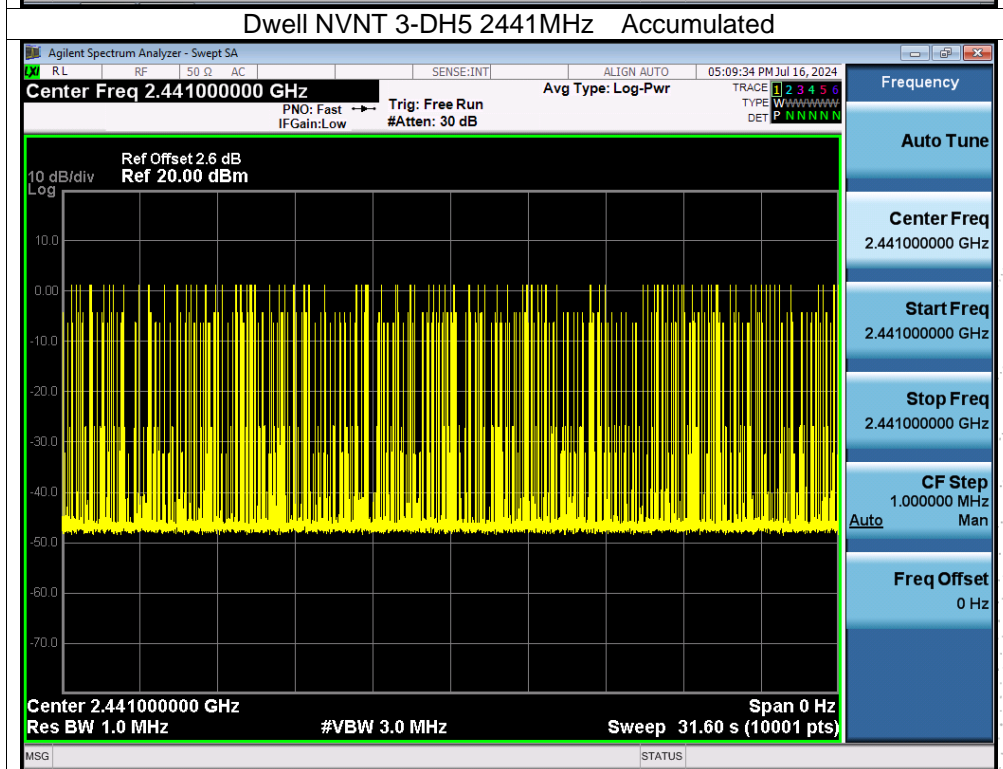 Dwell NVNT 3-DH5 2441MHz Accumulated
Agilent Spectrum Analyzer - Swept SA
LXI RL RF 50 Ω AC SENSE:INT ALIGN AUTO 05:09:34 PM Jul 16, 2024
Center Freq 2.441000000 GHz
PNO: Fast
IFGain:Low
Trig: Free Run
#Atten: 30 dB
Avg Type: Log-Pwr
TRACE 1 2 3 4 5 6
TYPE WWWWWWW
DET P N N N N N
Ref Offset 2.6 dB
10 dB/div Ref 20.00 dBm
Log
10.0
0.00
-10.0
-20.0
-30.0
-40.0
-50.0
-60.0
-70.0
Center 2.441000000 GHz Span 0 Hz
Res BW 1.0 MHz #VBW 3.0 MHz Sweep 31.60 s (10001 pts)
MSG STATUS
Frequency
Auto Tune
Center Freq
2.441000000 GHz
Start Freq
2.441000000 GHz
Stop Freq
2.441000000 GHz
CF Step
1.000000 MHz
Auto Man
Freq Offset
0 Hz